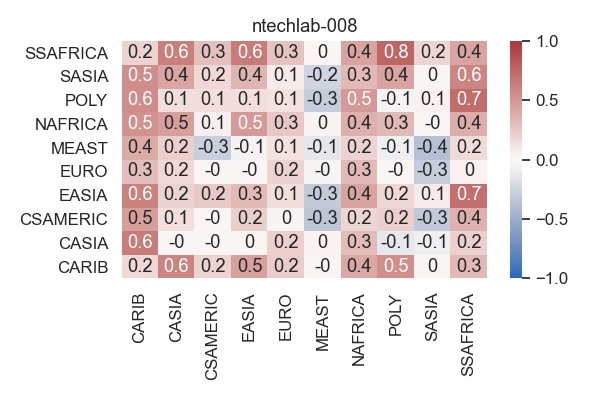 ntechlab-008
SSAFRICA 0.2 0.6 0.3 0.6 0.3 0 0.4 0.8 0.2 0.4
SASIA 0.5 0.4 0.2 0.4 0.1 -0.2 0.3 0.4 0 0.6
POLY 0.6 0.1 0.1 0.1 0.1 -0.3 0.5 -0.1 0.1 0.7
NAFRICA 0.5 0.5 0.1 0.5 0.3 0 0.4 0.3 -0 0.4
MEAST 0.4 0.2 -0.3 -0.1 0.1 -0.1 0.2 -0.1 -0.4 0.2
EURO 0.3 0.2 -0 -0 0.2 -0 0.3 -0 -0.3 0
EASIA 0.6 0.2 0.2 0.3 0.1 -0.3 0.4 0.2 0.1 0.7
CSAMERIC 0.5 0.1 -0 0.2 0 -0.3 0.2 0.2 -0.3 0.4
CASIA 0.6 -0 -0 0 0.2 0 0.3 -0.1 -0.1 0.2
CARIB 0.2 0.6 0.2 0.5 0.2 -0 0.4 0.5 0 0.3
CARIB CASIA CSAMERIC EASIA EURO MEAST NAFRICA POLY SASIA SSAFRICA
1.0
0.5
0.0
−0.5
−1.0